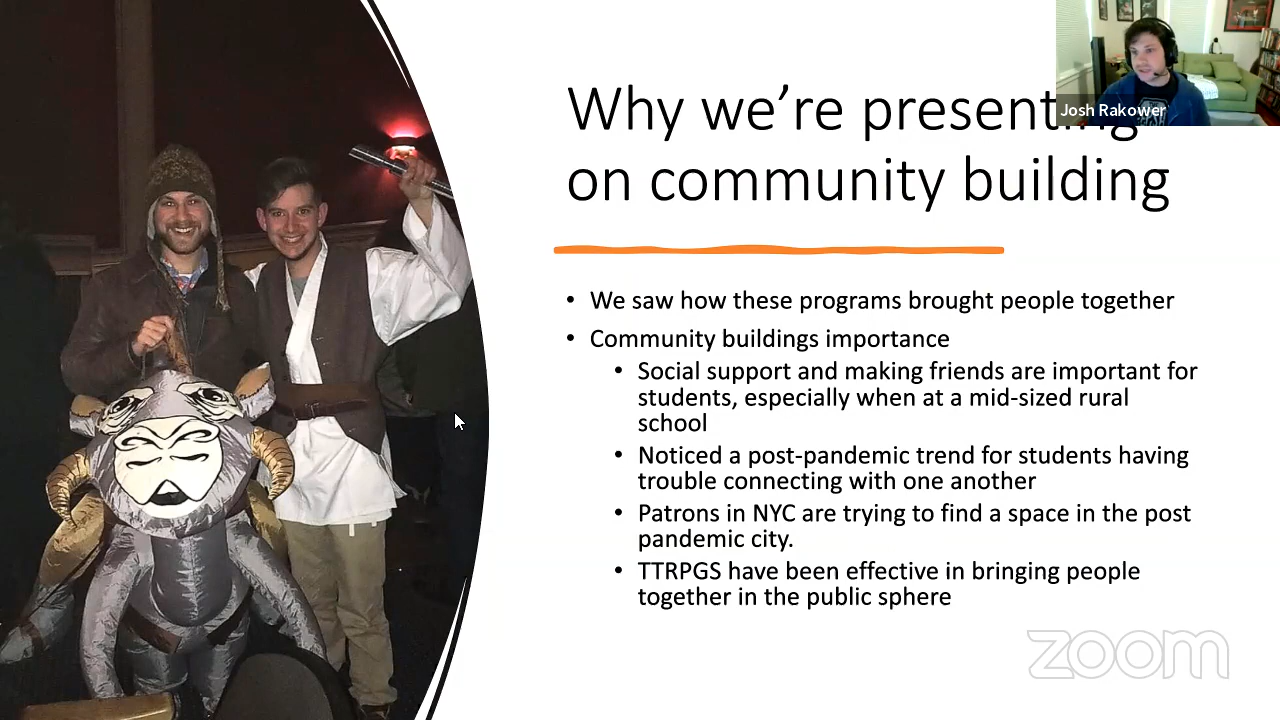 Why we're presenting
Josh Rakower
on community building
• We saw how these programs brought people together
• Community buildings importance
• Social support and making friends are important for
students, especially when at a mid-sized rural
school
• Noticed a post-pandemic trend for students having
trouble connecting with one another
• Patrons in NYC are trying to find a space in the post
pandemic city.
• TTRPGS have been effective in bringing people
together in the public sphere
zoom